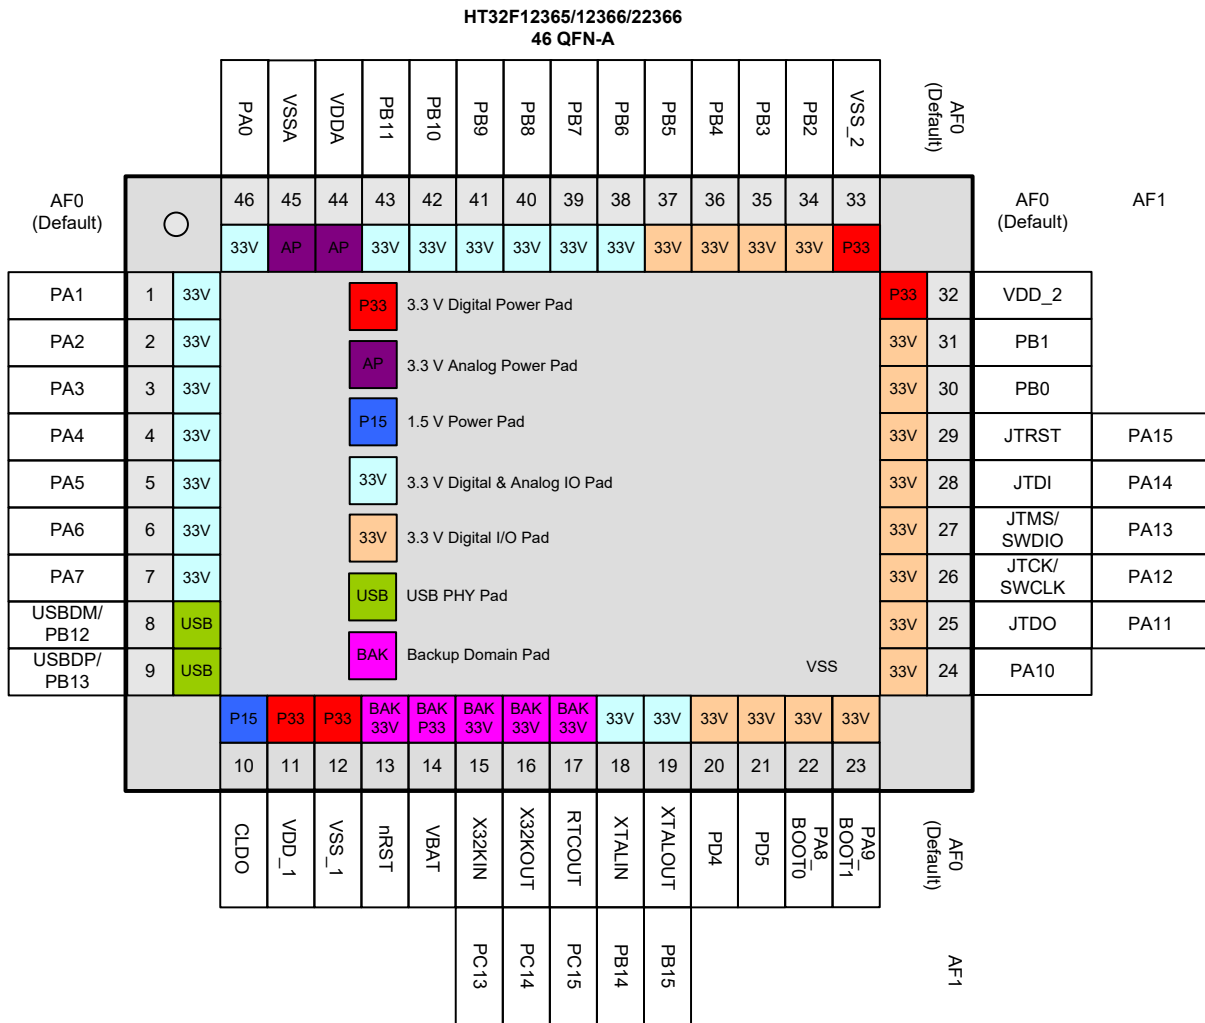 HT32F12365/12366/22366
46 QFN-A
PA0 VSSA VDDA PB11 PB10 PB9 PB8 PB7 PB6 PB5 PB4 PB3 PB2 VSS_2
AF0
(Default)
AF0
(Default)
46 45 44 43 42 41 40 39 38 37 36 35 34 33
AF0
(Default)
AF1
33V AP AP 33V 33V 33V 33V 33V 33V 33V 33V 33V 33V P33
PA1 1 33V
P33 3.3 V Digital Power Pad
P33 32 VDD_2
PA2 2 33V
33V 31 PB1
AP 3.3 V Analog Power Pad
PA3 3 33V
33V 30 PB0
P15 1.5 V Power Pad
PA4 4 33V
33V 29 JTRST PA15
PA5 5 33V
33V 3.3 V Digital & Analog IO Pad
33V 28 JTDI PA14
PA6 6 33V
33V 3.3 V Digital I/O Pad
33V 27 JTMS/
SWDIO
PA13
PA7 7 33V
33V 26 JTCK/
SWCLK
PA12
USB USB PHY Pad
USBDM/
PB12
8 USB
33V 25 JTDO PA11
BAK Backup Domain Pad
USBDP/
PB13
9 USB
VSS
33V 24 PA10
P15 P33 P33 BAK
33V
BAK
P33
BAK
33V
BAK
33V
BAK
33V
33V 33V 33V 33V 33V 33V
10 11 12 13 14 15 16 17 18 19 20 21 22 23
CLDO VDD_1 VSS_1 nRST VBAT X32KIN X32KOUT RTCOUT XTALIN XTALOUT PD4 PD5
PA8_
BOOT0
PA9_
BOOT1
AF0
(Default)
PC13 PC14 PC15 PB14 PB15
AF1